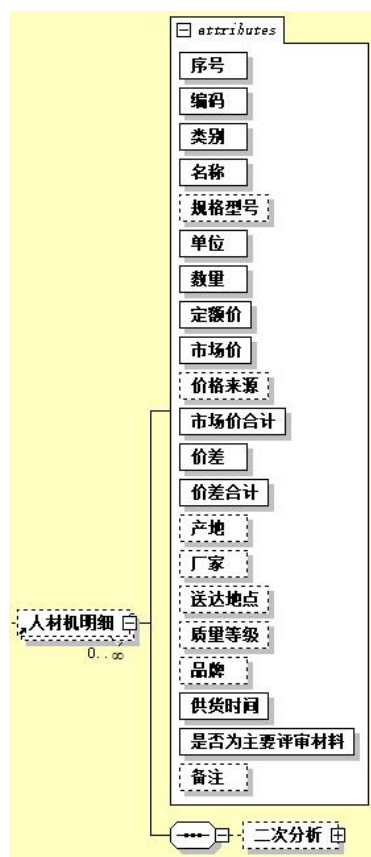 attributes
序号
编码
类别
名称
规格型号
单位
数量
定额价
市场价
价格来源
市场价合计
价差
价差合计
产地
厂家
送达地点
质量等级
品牌
供货时间
是否为主要评审材料
备注
人材机明细
0..∞
二次分析